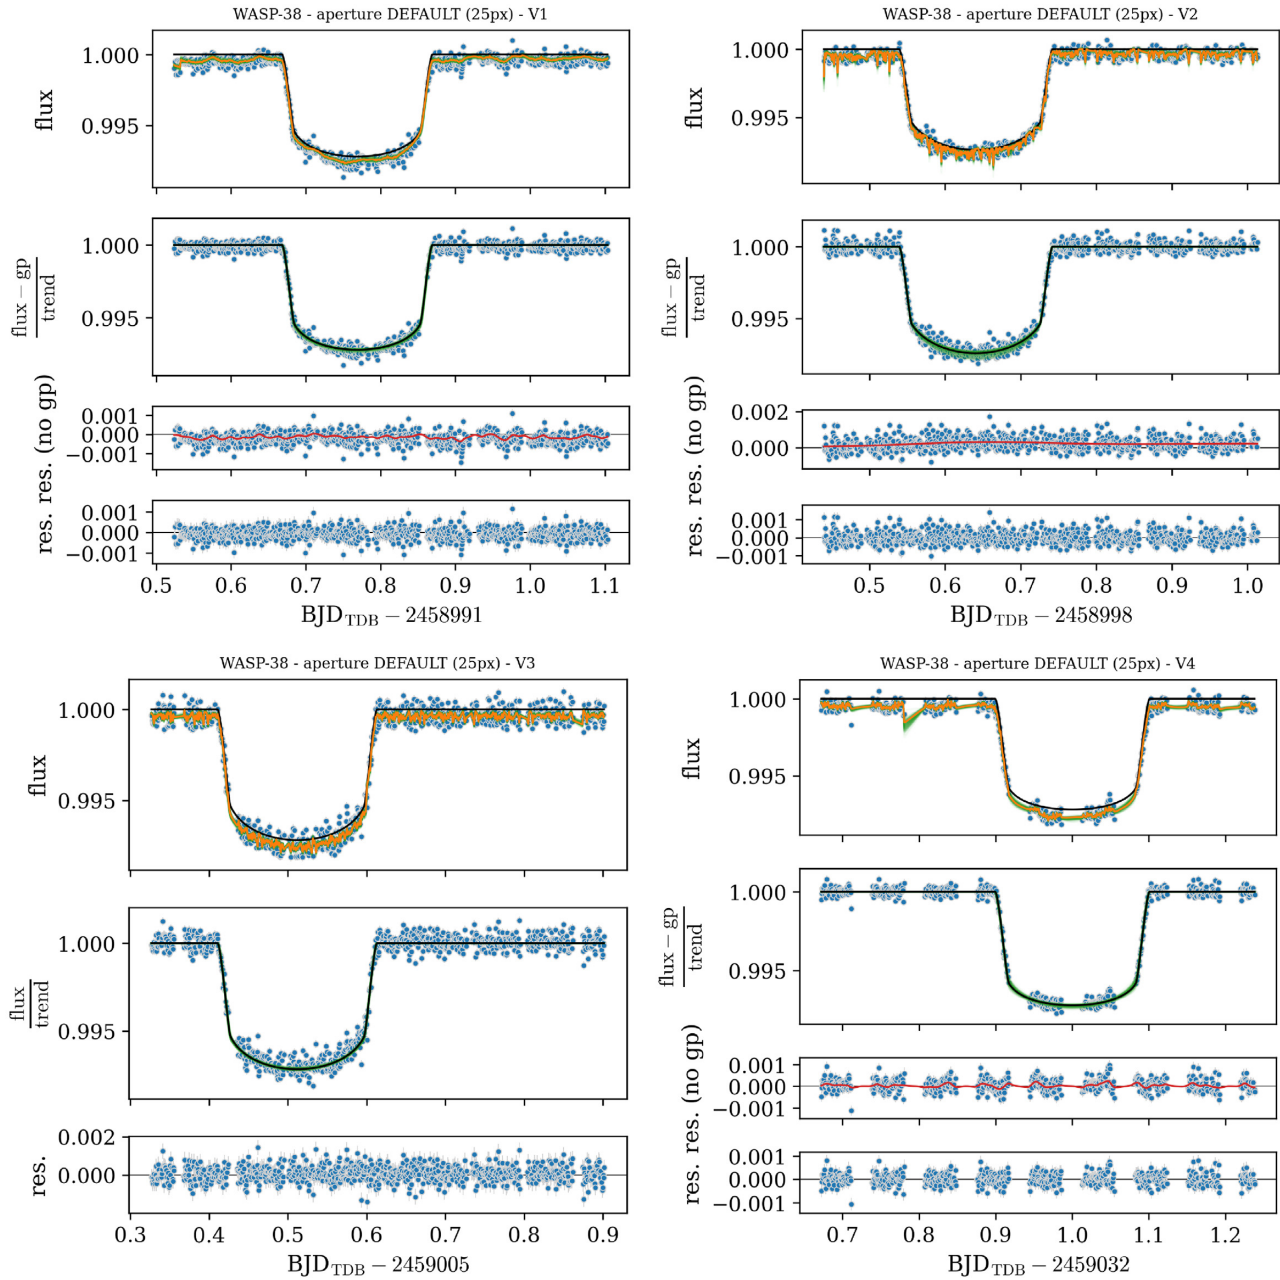 WASP-38 - aperture DEFAULT (25px) - V1
flux
1.000
0.995
flux − gp
trend
1.000
0.995
res. (no gp)
0.001
0.000
−0.001
res.
0.001
0.000
−0.001
0.5 0.6 0.7 0.8 0.9 1.0 1.1
BJD_TDB − 2458991
WASP-38 - aperture DEFAULT (25px) - V2
flux
1.000
0.995
flux − gp
trend
1.000
0.995
res. (no gp)
0.002
0.000
res.
0.001
0.000
−0.001
0.5 0.6 0.7 0.8 0.9 1.0
BJD_TDB − 2458998
WASP-38 - aperture DEFAULT (25px) - V3
flux
1.000
0.995
flux
trend
1.000
0.995
res.
0.002
0.000
0.3 0.4 0.5 0.6 0.7 0.8 0.9
BJD_TDB − 2459005
WASP-38 - aperture DEFAULT (25px) - V4
flux
1.000
0.995
flux − gp
trend
1.000
0.995
res. (no gp)
0.001
0.000
−0.001
res.
0.001
0.000
−0.001
0.7 0.8 0.9 1.0 1.1 1.2
BJD_TDB − 2459032